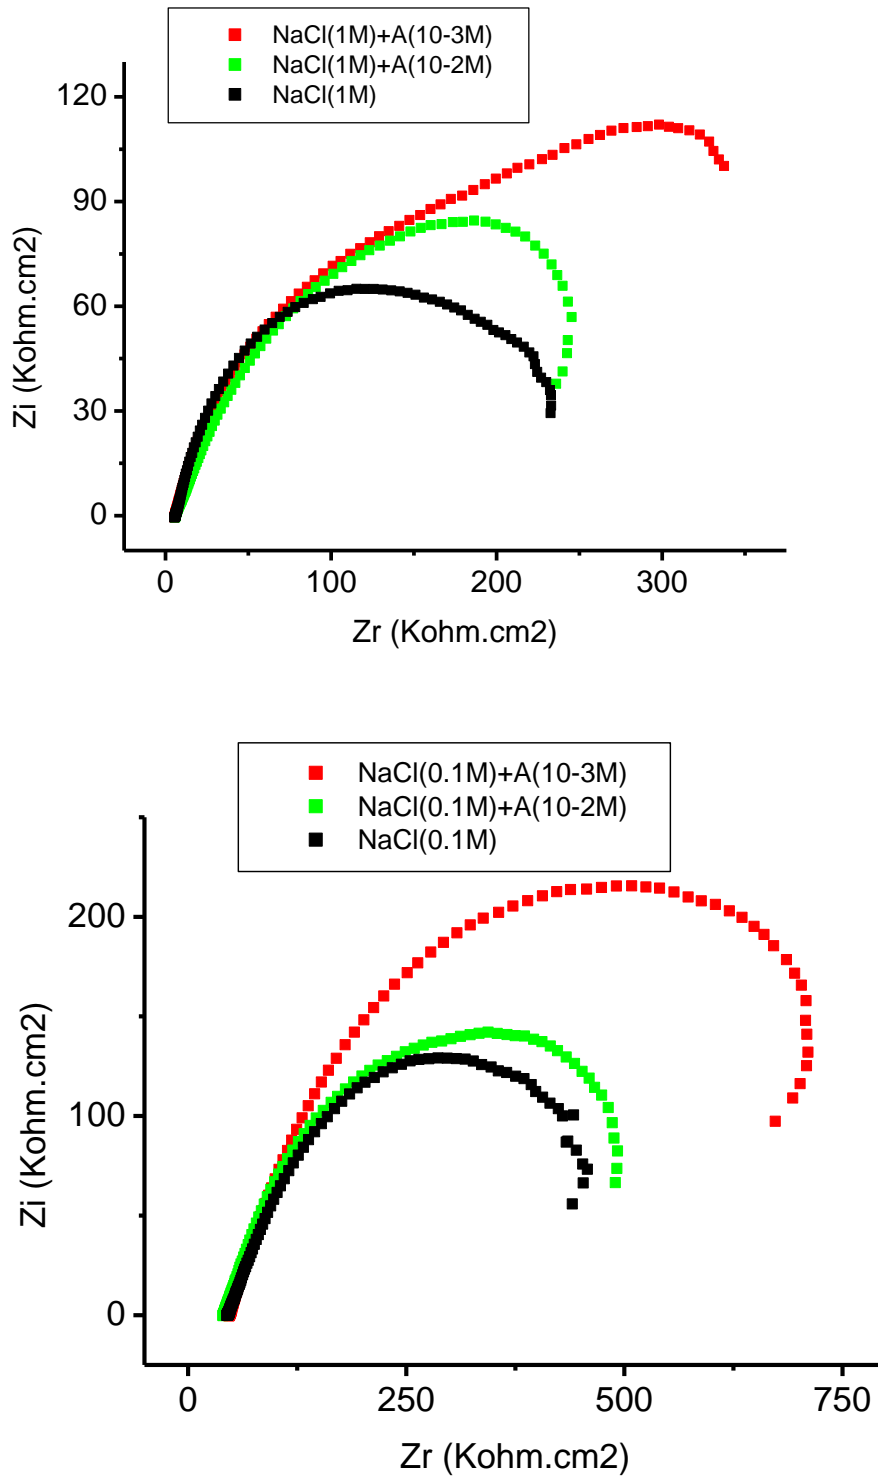 NaCl(1M)+A(10-3M)
NaCl(1M)+A(10-2M)
NaCl(1M)
120
90
60
30
0
Zi (Kohm.cm2)
0 100 200 300
Zr (Kohm.cm2)
NaCl(0.1M)+A(10-3M)
NaCl(0.1M)+A(10-2M)
NaCl(0.1M)
200
100
0
Zi (Kohm.cm2)
0 250 500 750
Zr (Kohm.cm2)